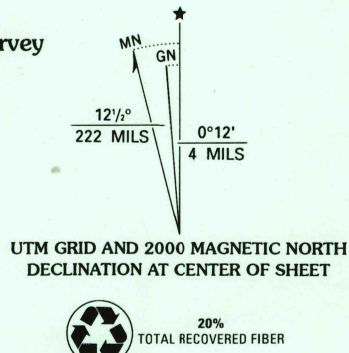 rvey
MN
GN
12½°
222 MILS
0°12'
4 MILS
UTM GRID AND 2000 MAGNETIC NORTH
DECLINATION AT CENTER OF SHEET
20%
TOTAL RECOVERED FIBER